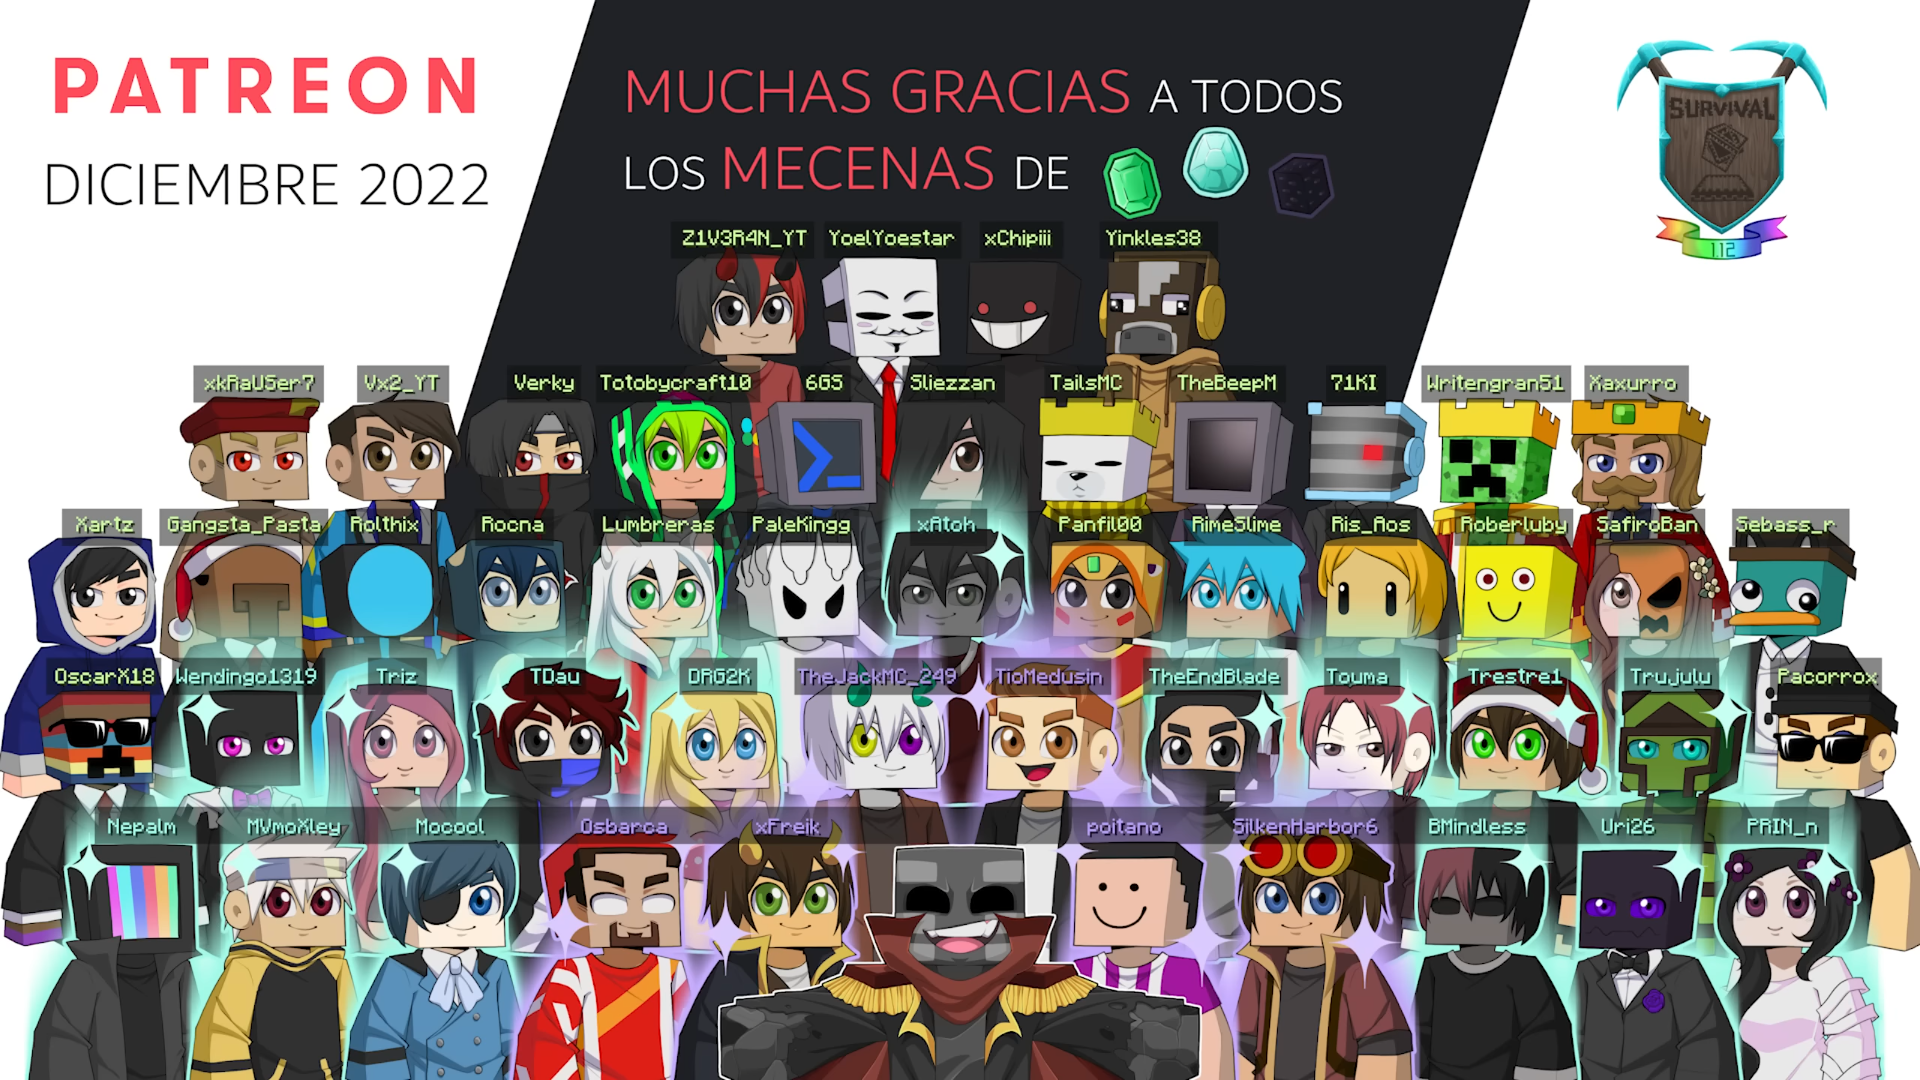 PATREON
DICIEMBRE 2022
MUCHAS GRACIAS A TODOS
LOS MECENAS DE
SURVIVAL
1.12
Z1V3R4N_YT YoelYoestar xChipiii Yinkles38
xkRaUSer7 Vx2_YT Verky Totobycraft10 6GS Sliezzan TailsMC TheBeepM 71KI Writengran51 Xaxurro
Xartz Gangsta_Pasta Rolthix Rocna Lumbreras PaleKingg xAtoh Panfil00 RimeSlime Ris_Aos Roberluby SafiroBan Sebass_r
OscarX18 Wendingo1319 Triz TDau DRG2K TheJackMC_249 TioMedusin TheEndBlade Touma Trestre1 Trujulu Pacorrox
Nepalm MVmoXley Mocool Osbarca xFreik poitano SilkenHarbor6 BMindless Uri26 PRIN_n